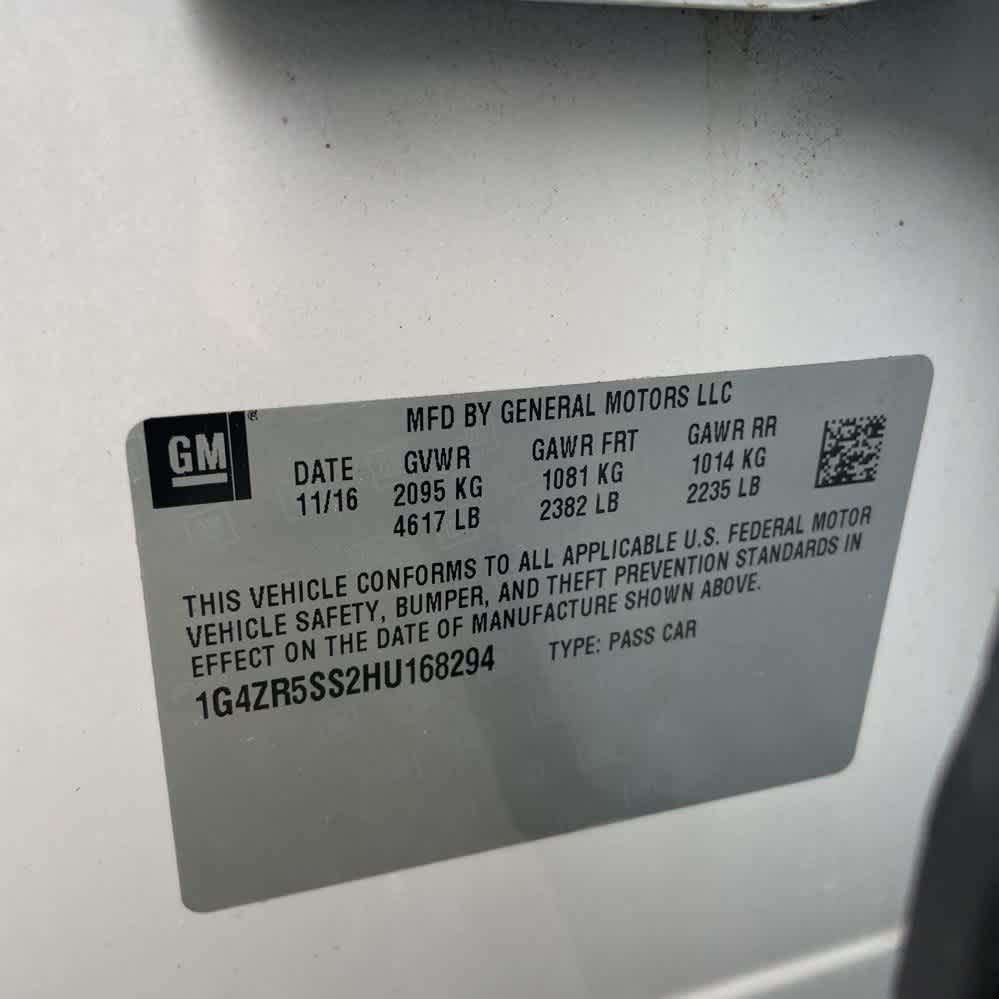 GM ®
MFD BY GENERAL MOTORS LLC
DATE GVWR GAWR FRT GAWR RR
11/16 2095 KG 1081 KG 1014 KG
4617 LB 2382 LB 2235 LB
THIS VEHICLE CONFORMS TO ALL APPLICABLE U.S. FEDERAL MOTOR
VEHICLE SAFETY, BUMPER, AND THEFT PREVENTION STANDARDS IN
EFFECT ON THE DATE OF MANUFACTURE SHOWN ABOVE.
1G4ZR5SS2HU168294 TYPE: PASS CAR